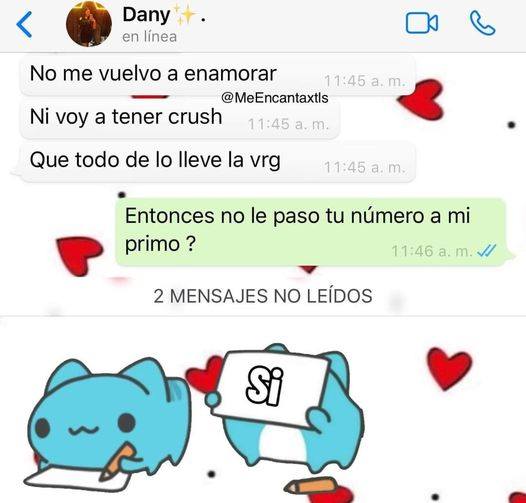 Dany✨.
en línea
No me vuelvo a enamorar
11:45 a. m.
@MeEncantaxtls
Ni voy a tener crush
11:45 a. m.
Que todo de lo lleve la vrg
11:45 a. m.
Entonces no le paso tu número a mi
primo ?
11:46 a. m.
2 MENSAJES NO LEÍDOS
Si